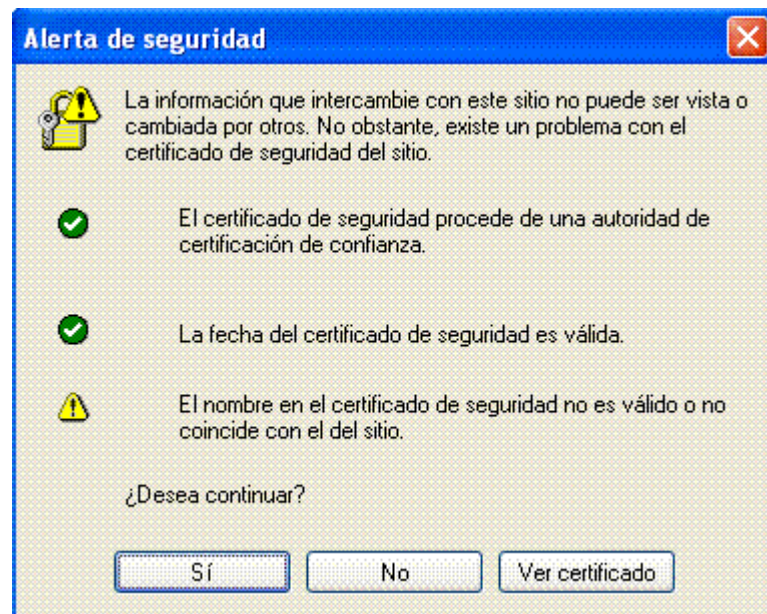 Alerta de seguridad
La información que intercambie con este sitio no puede ser vista o
cambiada por otros. No obstante, existe un problema con el
certificado de seguridad del sitio.
El certificado de seguridad procede de una autoridad de
certificación de confianza.
La fecha del certificado de seguridad es válida.
El nombre en el certificado de seguridad no es válido o no
coincide con el del sitio.
¿Desea continuar?
Sí No Ver certificado